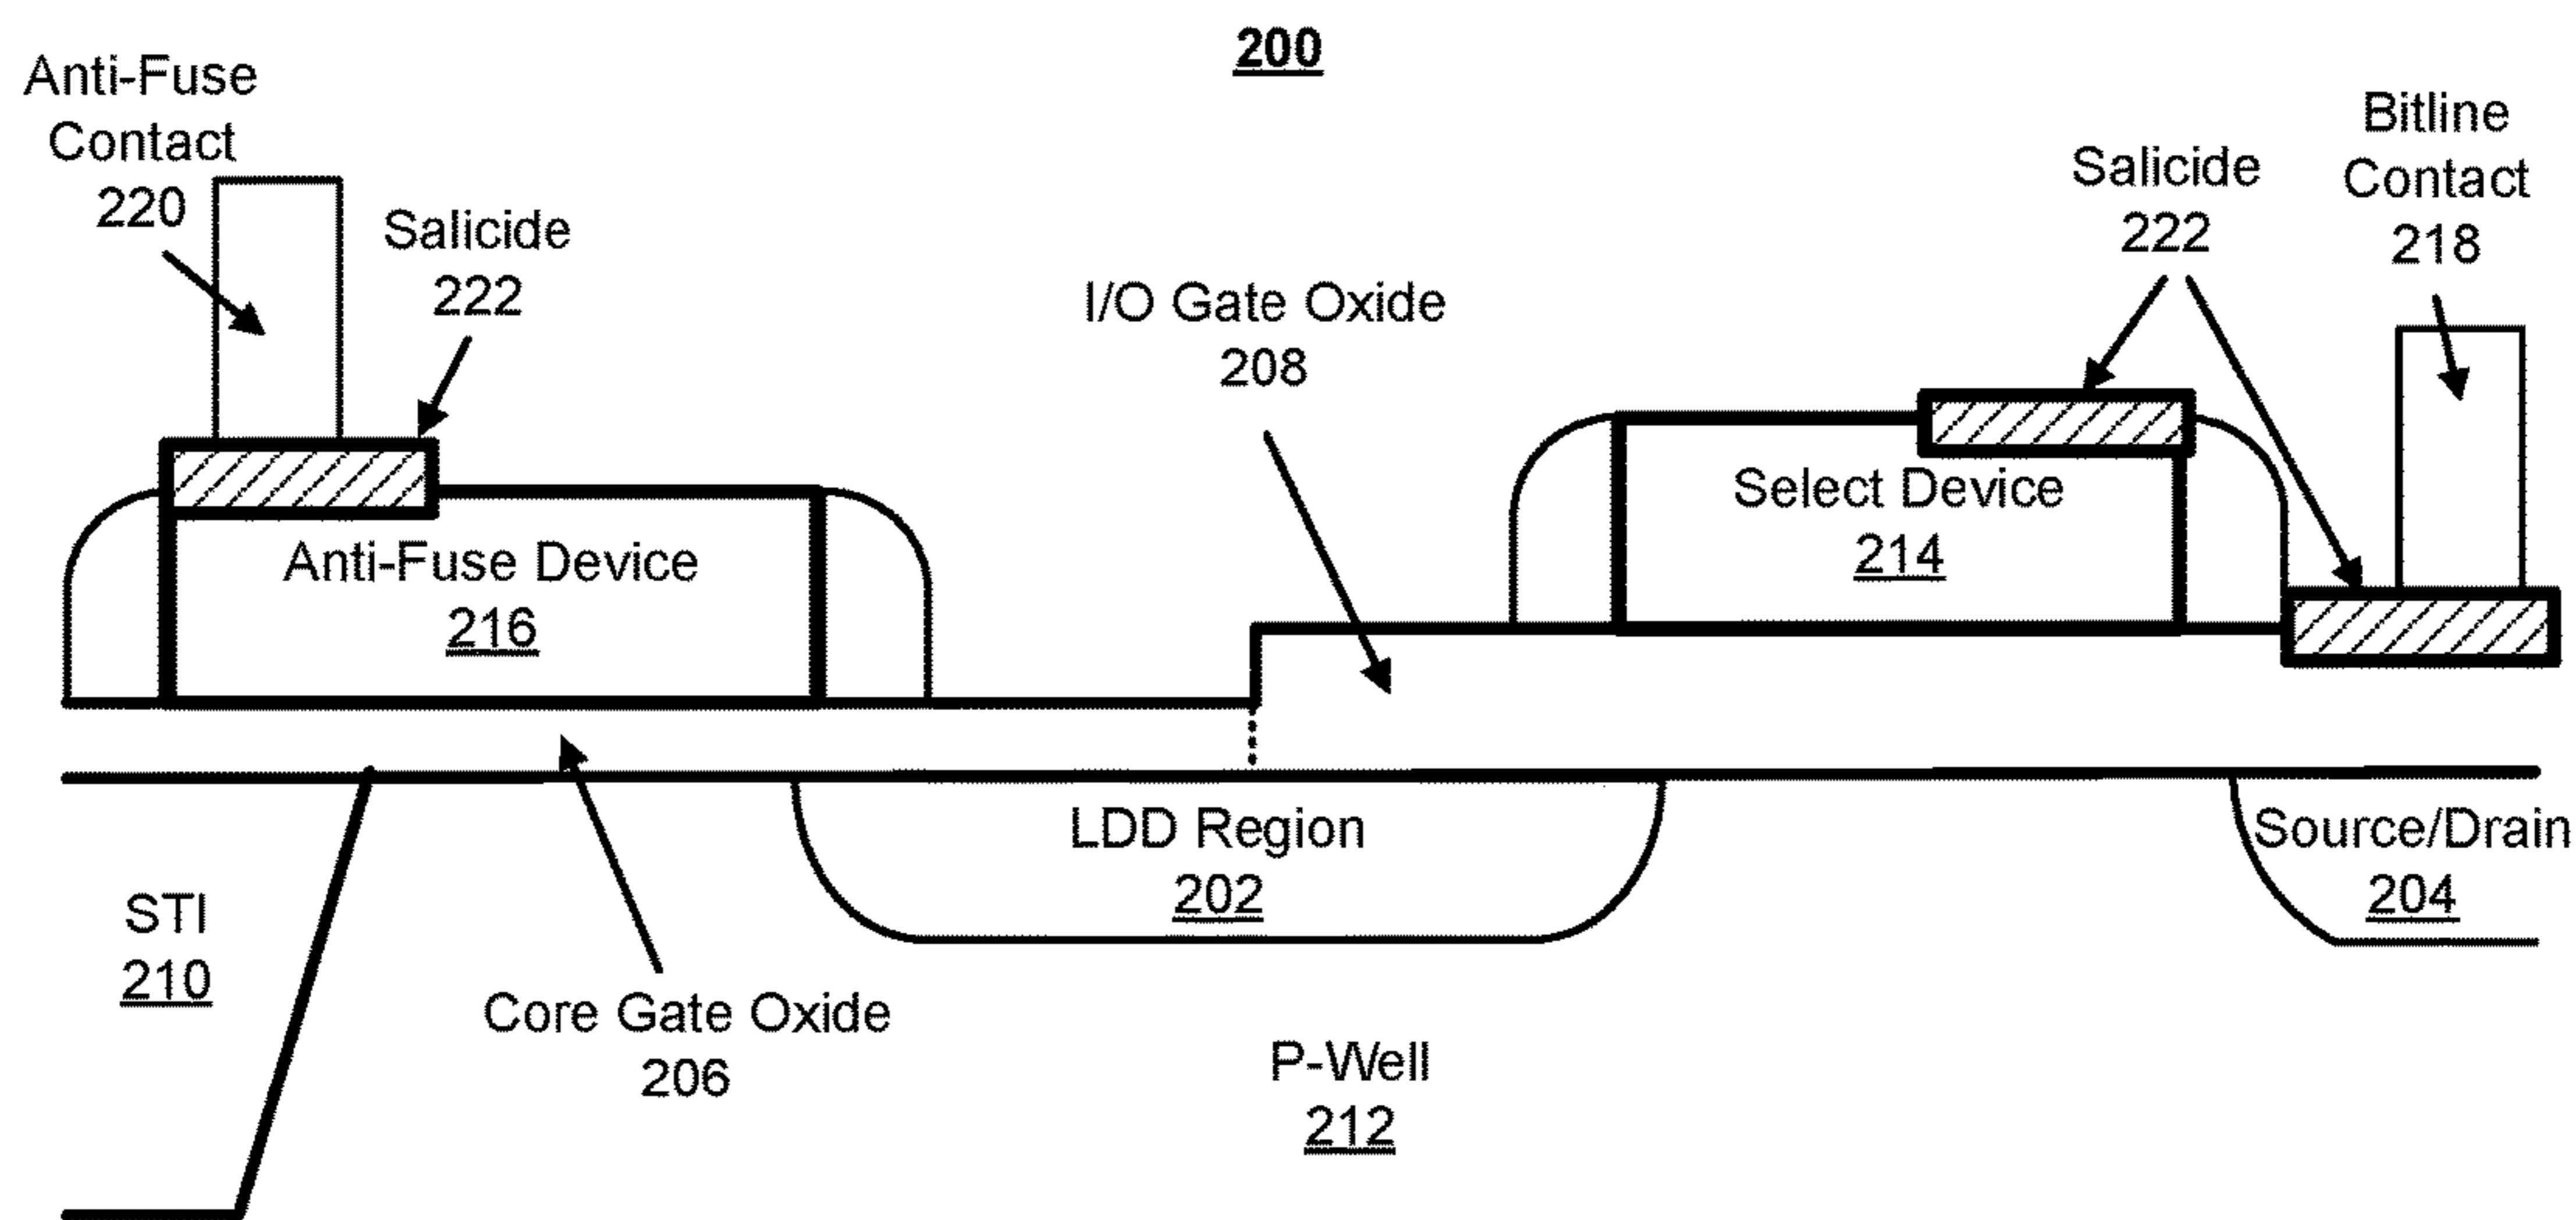 200
Anti-Fuse
Contact
220
Salicide
222
I/O Gate Oxide
208
Salicide
222
Bitline
Contact
218
Anti-Fuse Device
216
Select Device
214
LDD Region
202
Source/Drain
204
STI
210
Core Gate Oxide
206
P-Well
212